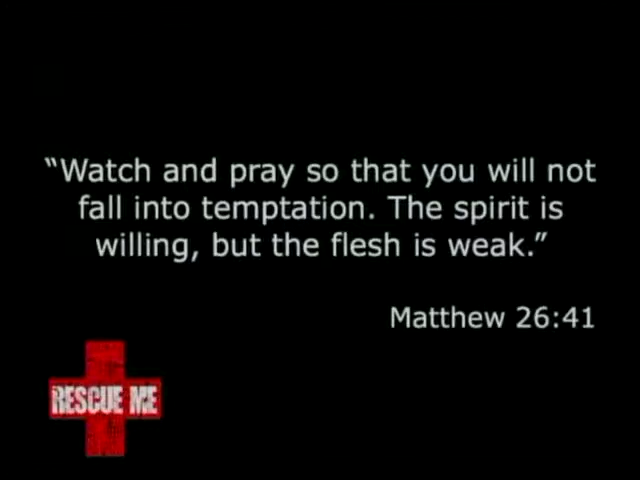 “Watch and pray so that you will not
fall into temptation. The spirit is
willing, but the flesh is weak.”
Matthew 26:41
RESCUE ME